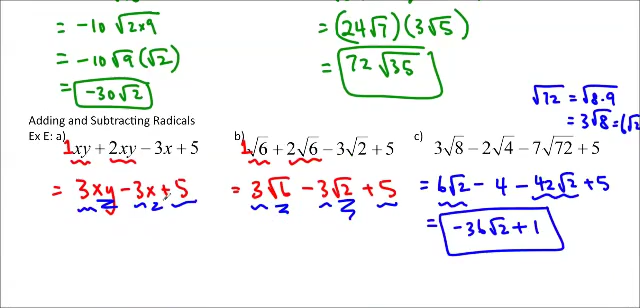 = -10 √2×9
= -10 √9 (√2)
= -30√2
= (24√7)(3√5)
= 72 √35
√72 = √8·9
= 3√8 = (√2
Adding and Subtracting Radicals
Ex E: a)
1xy + 2xy − 3x + 5
= 3xy − 3x + 5
b)
1√6 + 2√6 − 3√2 + 5
= 3√6 − 3√2 + 5
c)
3√8 − 2√4 − 7√72 + 5
= 6√2 − 4 − 42√2 + 5
= -36√2 + 1